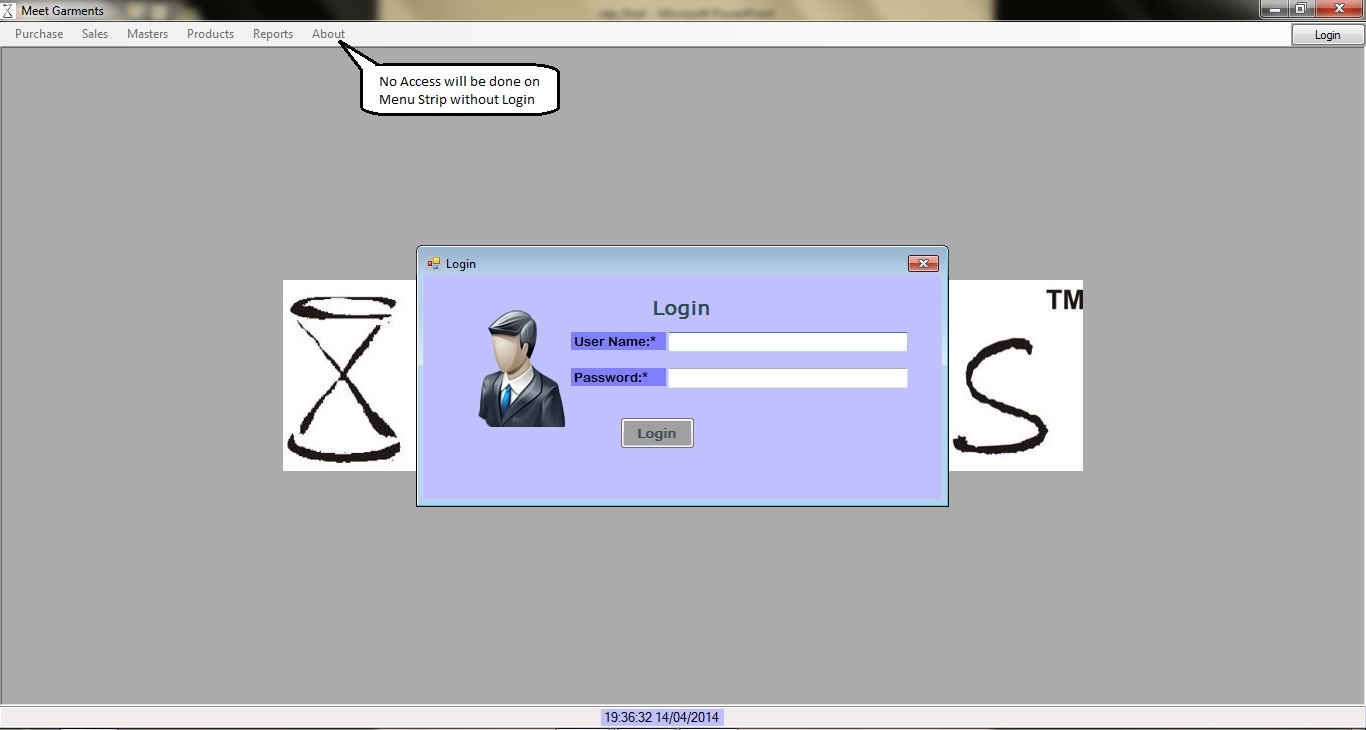 Meet Garments
Purchase Sales Masters Products Reports About
Login
No Access will be done on
Menu Strip without Login
Login
TM
Login
User Name:*
Password:*
S
Login
19:36:32 14/04/2014